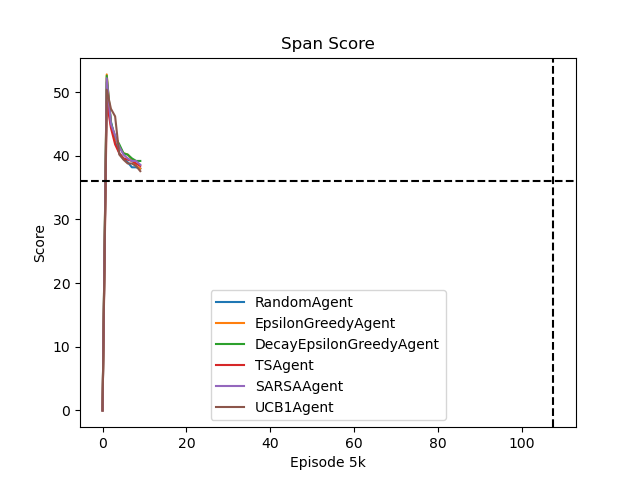 Span Score
Score
50
40
30
20
10
0
RandomAgent
EpsilonGreedyAgent
DecayEpsilonGreedyAgent
TSAgent
SARSAAgent
UCB1Agent
0 20 40 60 80 100
Episode 5k